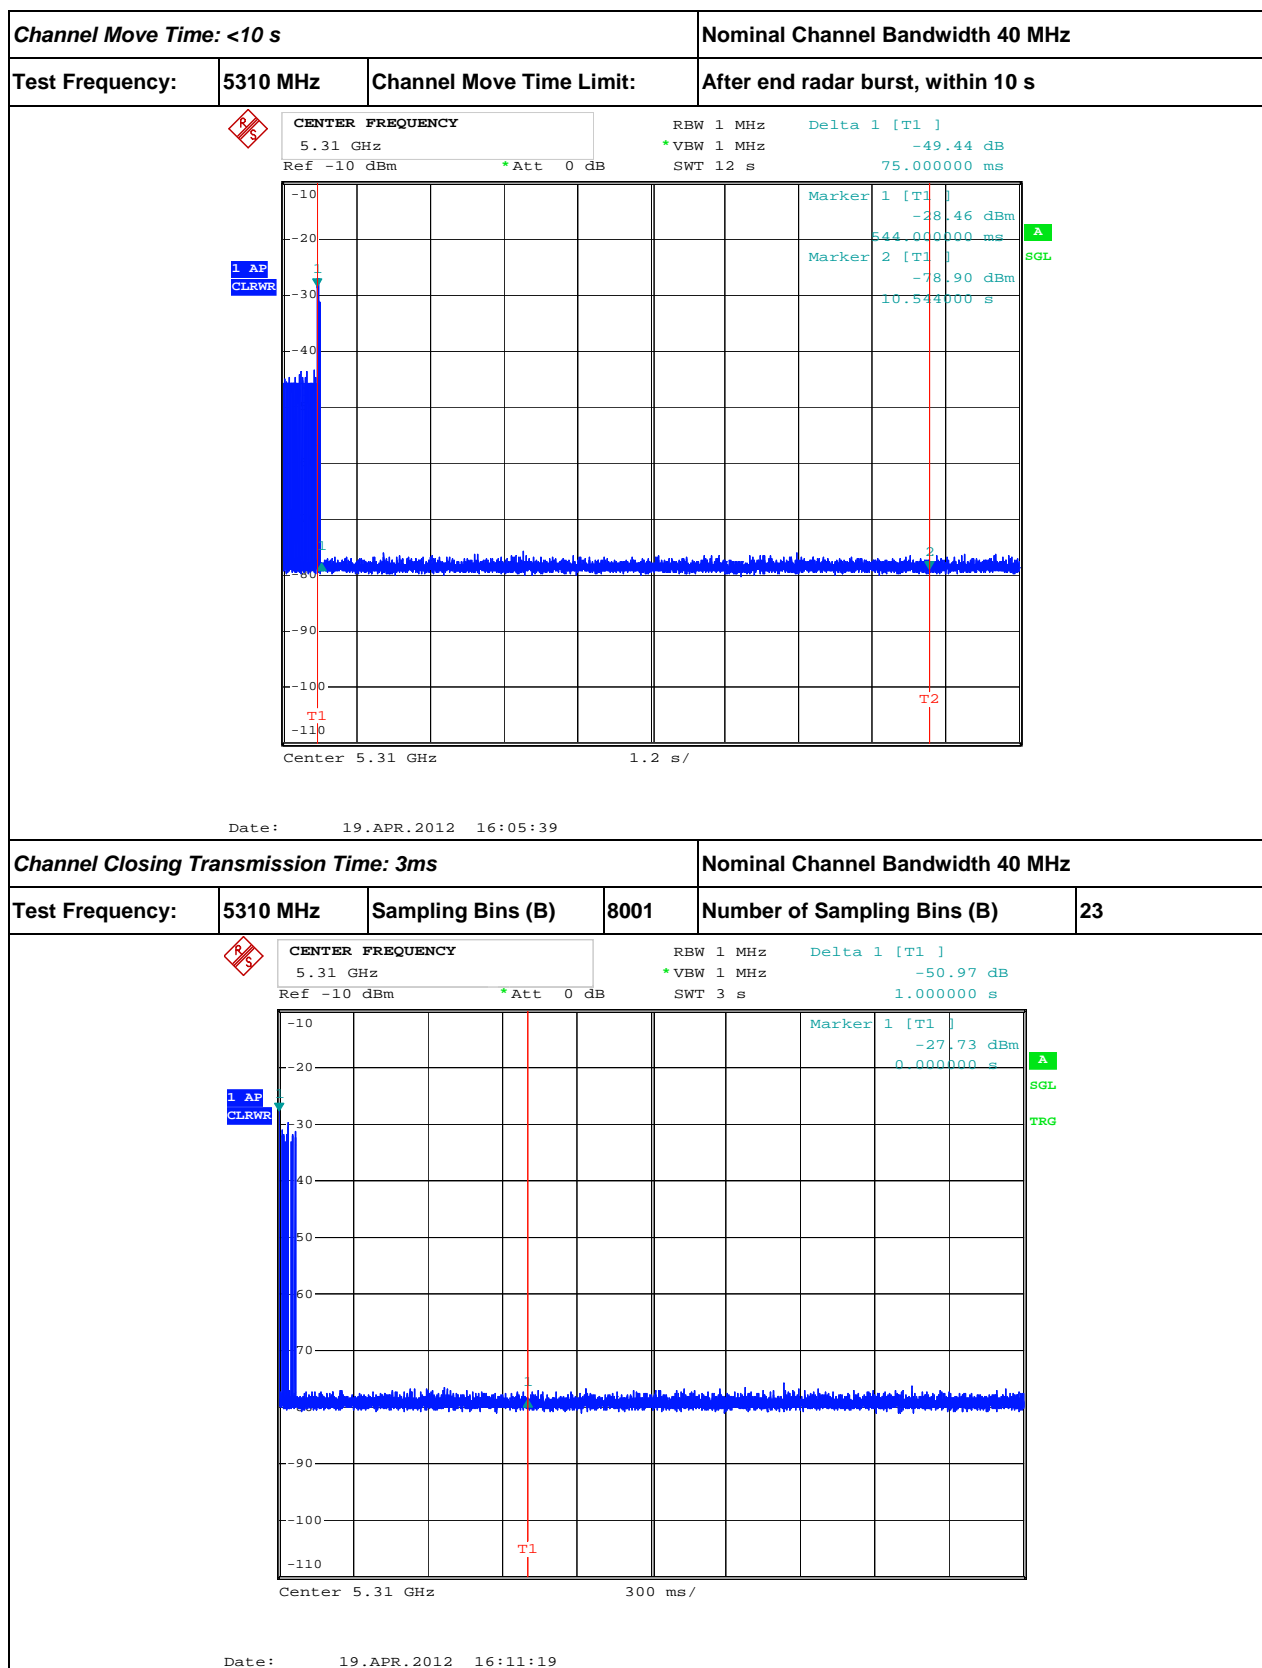 Channel Move Time: <10 s Nominal Channel Bandwidth 40 MHz
Test Frequency: 5310 MHz Channel Move Time Limit: After end radar burst, within 10 s
R S
CENTER FREQUENCY RBW 1 MHz Delta 1 [T1 ]
5.31 GHz *VBW 1 MHz -49.44 dB
Ref -10 dBm *Att 0 dB SWT 12 s 75.000000 ms
-10 Marker 1 [T1 ]
-28.46 dBm
-20 544.000000 ms A
Marker 2 [T1 ] SGL
1 AP 1 -78.90 dBm
CLRWR -30 10.544000 s
-40
1 2
-80
-90
-100 T2
T1
-110
Center 5.31 GHz 1.2 s/
Date: 19.APR.2012 16:05:39
Channel Closing Transmission Time: 3ms Nominal Channel Bandwidth 40 MHz
Test Frequency: 5310 MHz Sampling Bins (B) 8001 Number of Sampling Bins (B) 23
R S
CENTER FREQUENCY RBW 1 MHz Delta 1 [T1 ]
5.31 GHz *VBW 1 MHz -50.97 dB
Ref -10 dBm *Att 0 dB SWT 3 s 1.000000 s
-10 Marker 1 [T1 ]
-27.73 dBm
-20 0.000000 s A
SGL
1 AP
CLRWR -30 TRG
40
50
60
70
1
-90
-100
T1
-110
Center 5.31 GHz 300 ms/
Date: 19.APR.2012 16:11:19